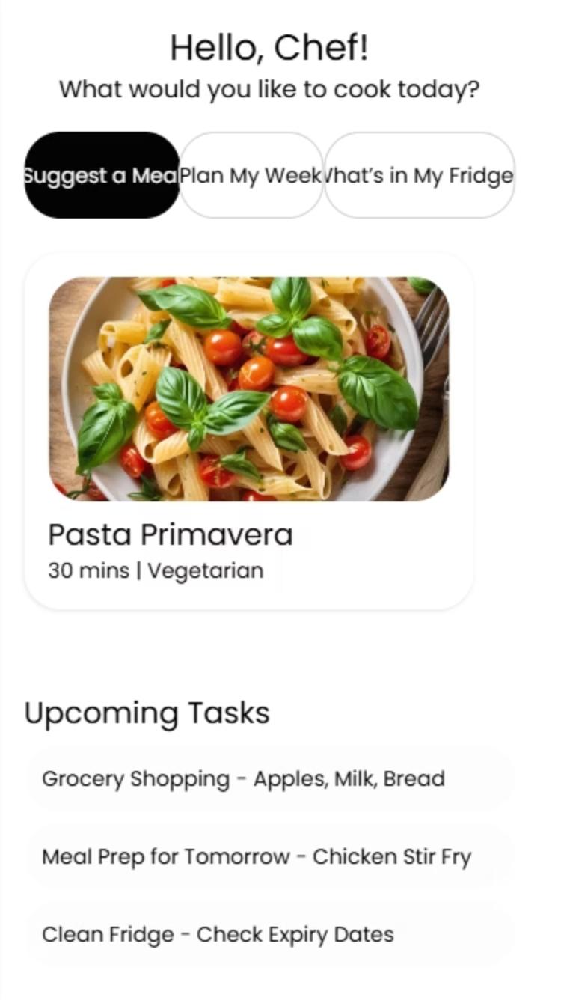 Hello, Chef!
What would you like to cook today?
Suggest a Meal
Plan My Week
What's in My Fridge
Pasta Primavera
30 mins | Vegetarian
Upcoming Tasks
Grocery Shopping - Apples, Milk, Bread
Meal Prep for Tomorrow - Chicken Stir Fry
Clean Fridge - Check Expiry Dates